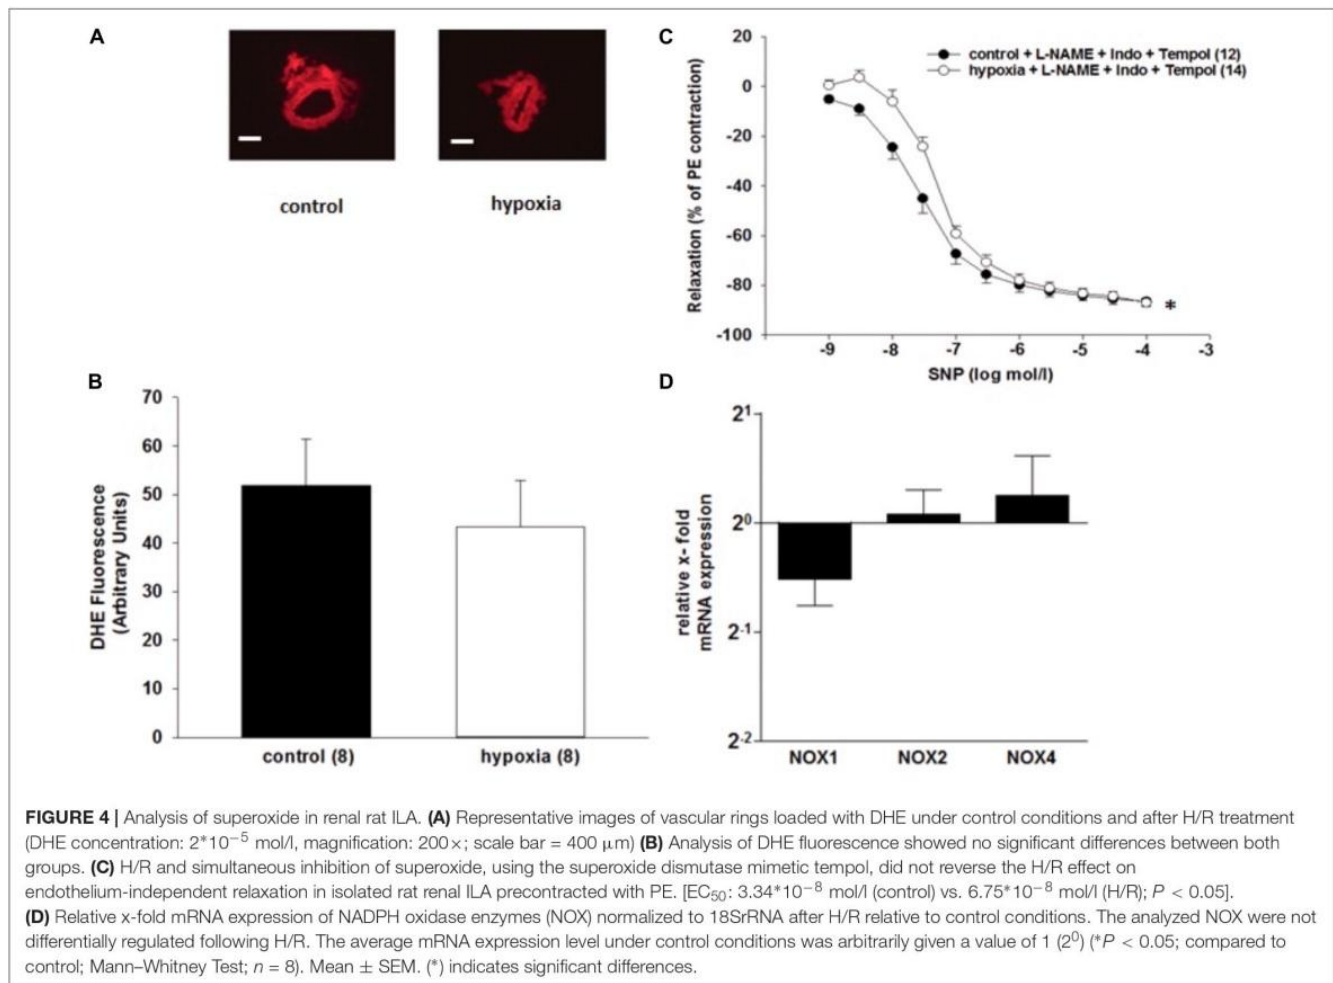 A
control
hypoxia
C
20
0
-20
-40
-60
-80
-100
Relaxation (% of PE contraction)
control + L-NAME + Indo + Tempol (12)
hypoxia + L-NAME + Indo + Tempol (14)
*
-9 -8 -7 -6 -5 -4 -3
SNP (log mol/l)
B
70
60
50
40
30
20
10
0
DHE Fluorescence
(Arbitrary Units)
control (8) hypoxia (8)
D
2¹
2⁰
2⁻¹
2⁻²
relative x- fold
mRNA expression
NOX1 NOX2 NOX4
FIGURE 4 | Analysis of superoxide in renal rat ILA. (A) Representative images of vascular rings loaded with DHE under control conditions and after H/R treatment
(DHE concentration: 2*10⁻⁵ mol/l, magnification: 200×; scale bar = 400 μm) (B) Analysis of DHE fluorescence showed no significant differences between both
groups. (C) H/R and simultaneous inhibition of superoxide, using the superoxide dismutase mimetic tempol, did not reverse the H/R effect on
endothelium-independent relaxation in isolated rat renal ILA precontracted with PE. [EC₅₀: 3.34*10⁻⁸ mol/l (control) vs. 6.75*10⁻⁸ mol/l (H/R); P < 0.05].
(D) Relative x-fold mRNA expression of NADPH oxidase enzymes (NOX) normalized to 18SrRNA after H/R relative to control conditions. The analyzed NOX were not
differentially regulated following H/R. The average mRNA expression level under control conditions was arbitrarily given a value of 1 (2⁰) (*P < 0.05; compared to
control; Mann–Whitney Test; n = 8). Mean ± SEM. (*) indicates significant differences.